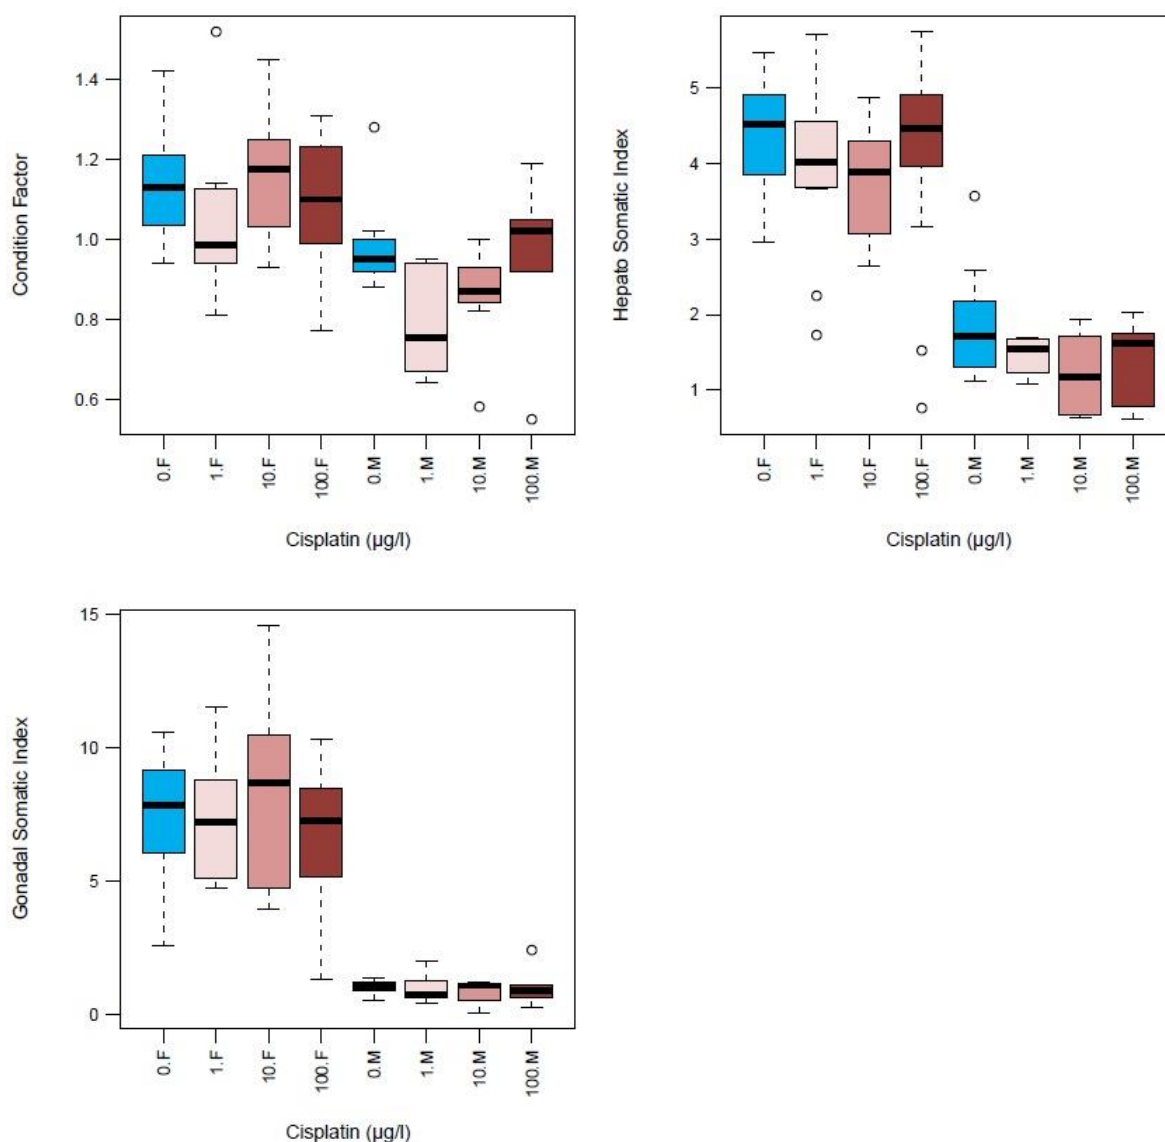 Condition Factor
1.4
1.2
1.0
0.8
0.6
0.F
1.F
10.F
100.F
0.M
1.M
10.M
100.M
Cisplatin (µg/l)
Hepato Somatic Index
5
4
3
2
1
0.F
1.F
10.F
100.F
0.M
1.M
10.M
100.M
Cisplatin (µg/l)
Gonadal Somatic Index
15
10
5
0
0.F
1.F
10.F
100.F
0.M
1.M
10.M
100.M
Cisplatin (µg/l)